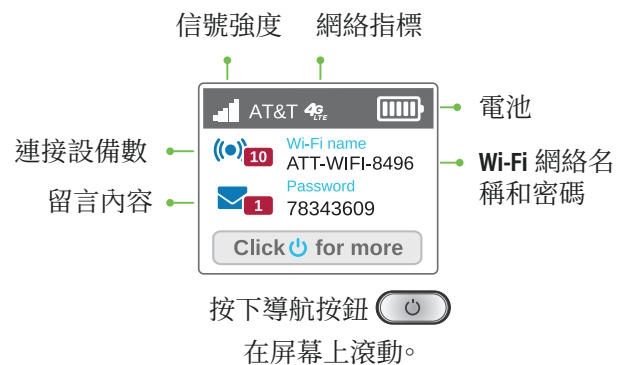 信號強度
網絡指標
AT&T 4G LTE
電池
連接設備數
10
Wi-Fi name
ATT-WIFI-8496
Wi-Fi 網絡名
稱和密碼
留言內容
1
Password
78343609
Click for more
按下導航按鈕
在屏幕上滾動。